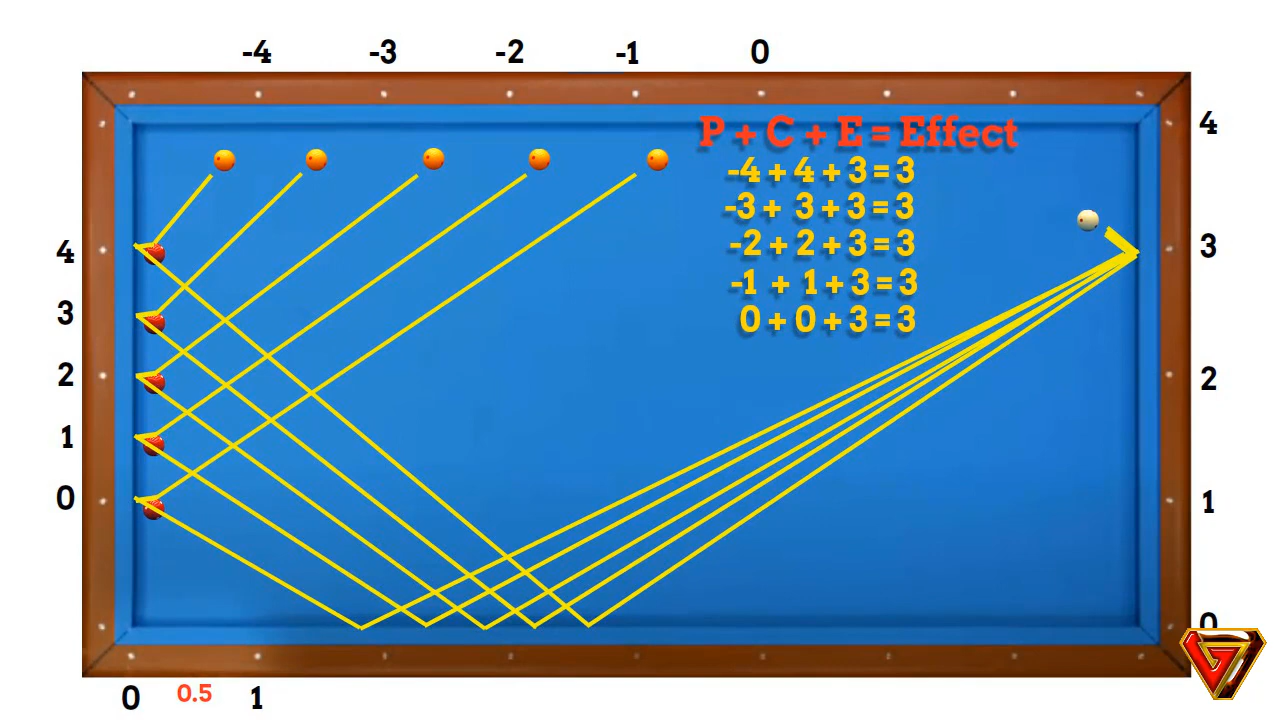 -4 -3 -2 -1 0
4
P + C + E = Effect
-4 + 4 + 3 = 3
-3 + 3 + 3 = 3
-2 + 2 + 3 = 3
4 3
-1 + 1 + 3 = 3
3 0 + 0 + 3 = 3
2 2
1
0 1
0
0 0.5 1